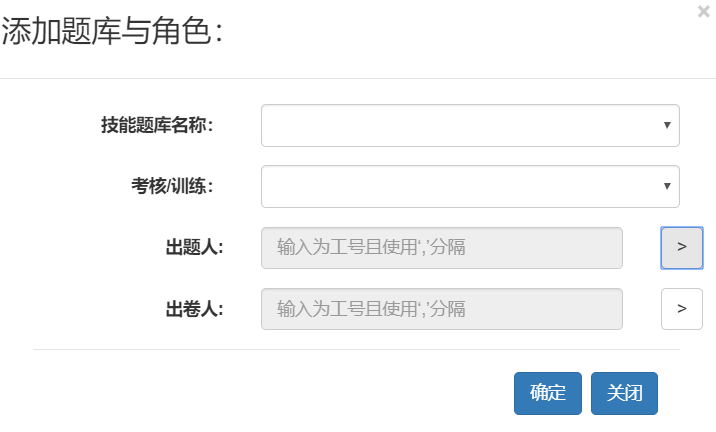 ×
添加题库与角色：
技能题库名称：
考核/训练：
出题人: 输入为工号且使用‘,’分隔 >
出卷人: 输入为工号且使用‘,’分隔 >
确定 关闭